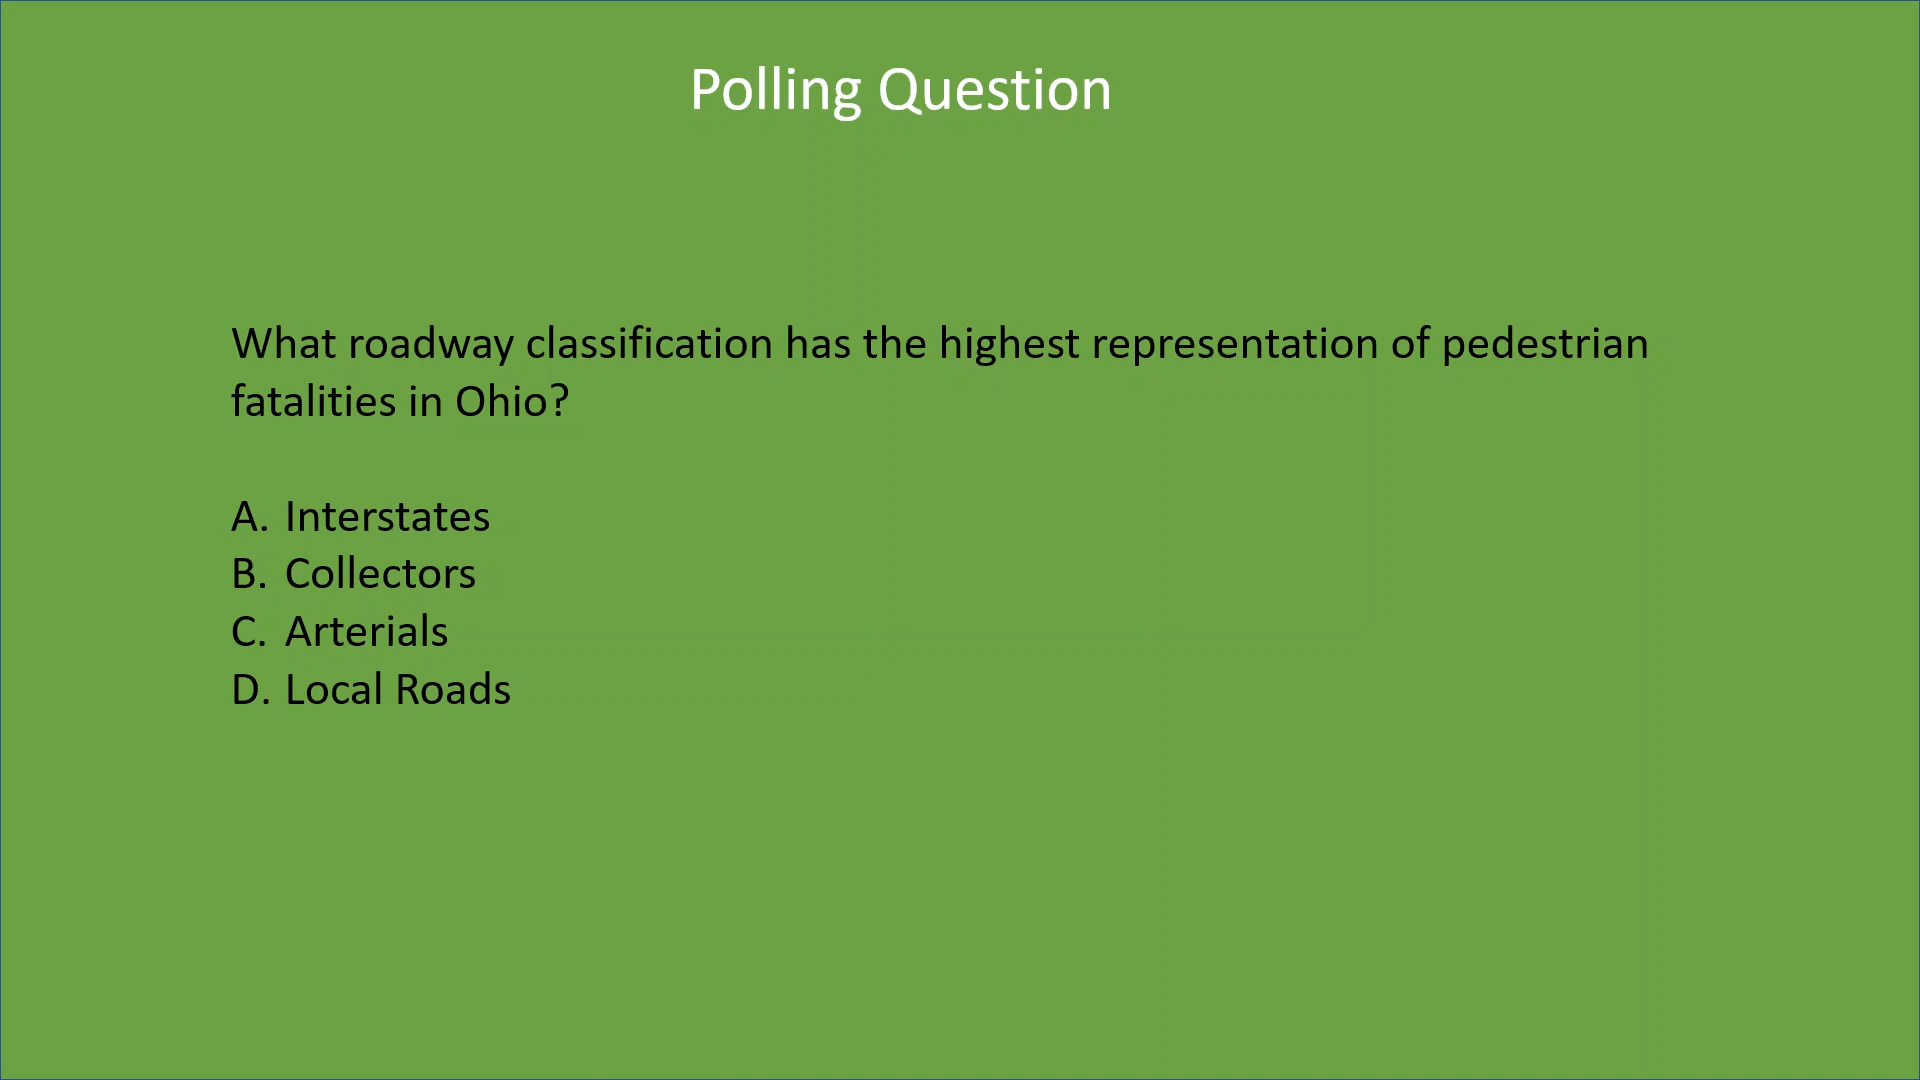 Polling Question
What roadway classification has the highest representation of pedestrian
fatalities in Ohio?
A. Interstates
B. Collectors
C. Arterials
D. Local Roads